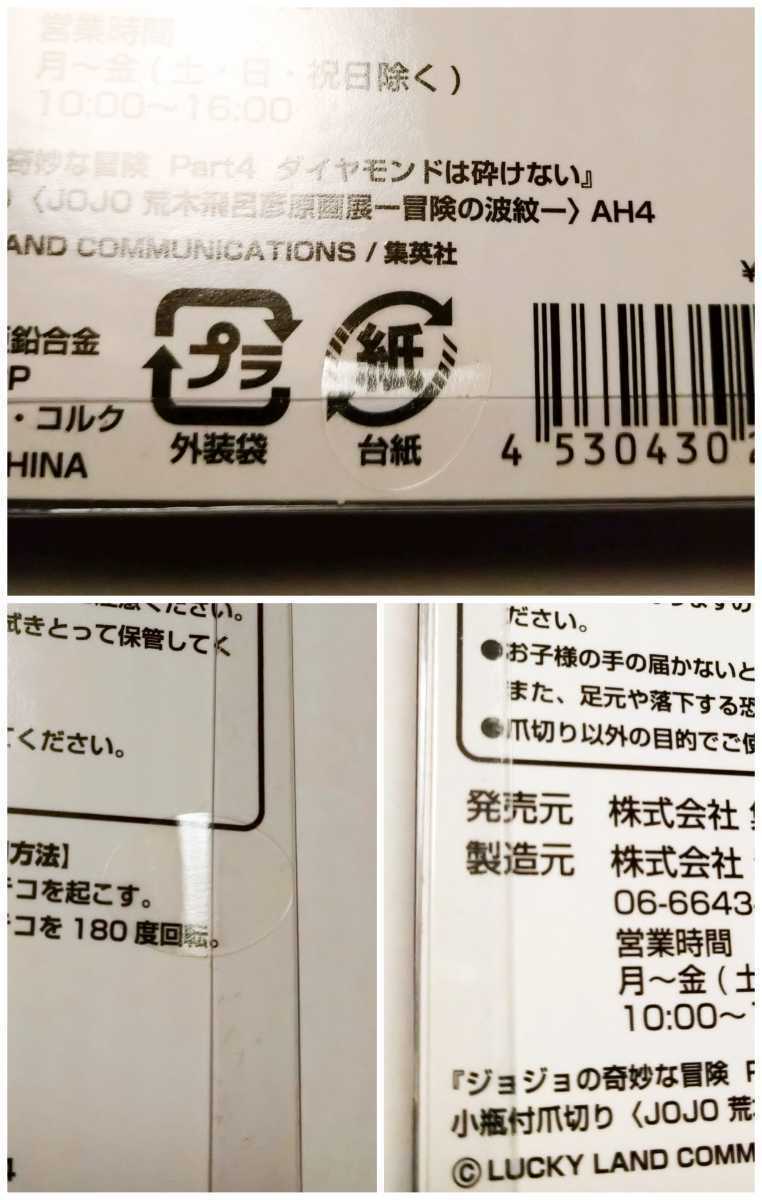 営業時間
月〜金(土・日・祝日除く)
10:00〜16:00
奇妙な冒険 Part4 ダイヤモンドは砕けない』
〈JOJO 荒木飛呂彦原画展ー冒険の波紋ー〉AH4
AND COMMUNICATIONS / 集英社
¥
鉛合金
P
・コルク
HINA
プラ
外装袋
紙
台紙
4 530430
ください。
拭きとって保管してく
てください。
方法】
テコを起こす。
テコを180度回転。
4
ださい。
●お子様の手の届かないと
また、足元や落下する恐
●爪切り以外の目的でご使
発売元 株式会社
製造元 株式会社
06-6643
営業時間
月〜金(土
10:00〜
『ジョジョの奇妙な冒険 P
小瓶付爪切り〈JOJO 荒
© LUCKY LAND COMM